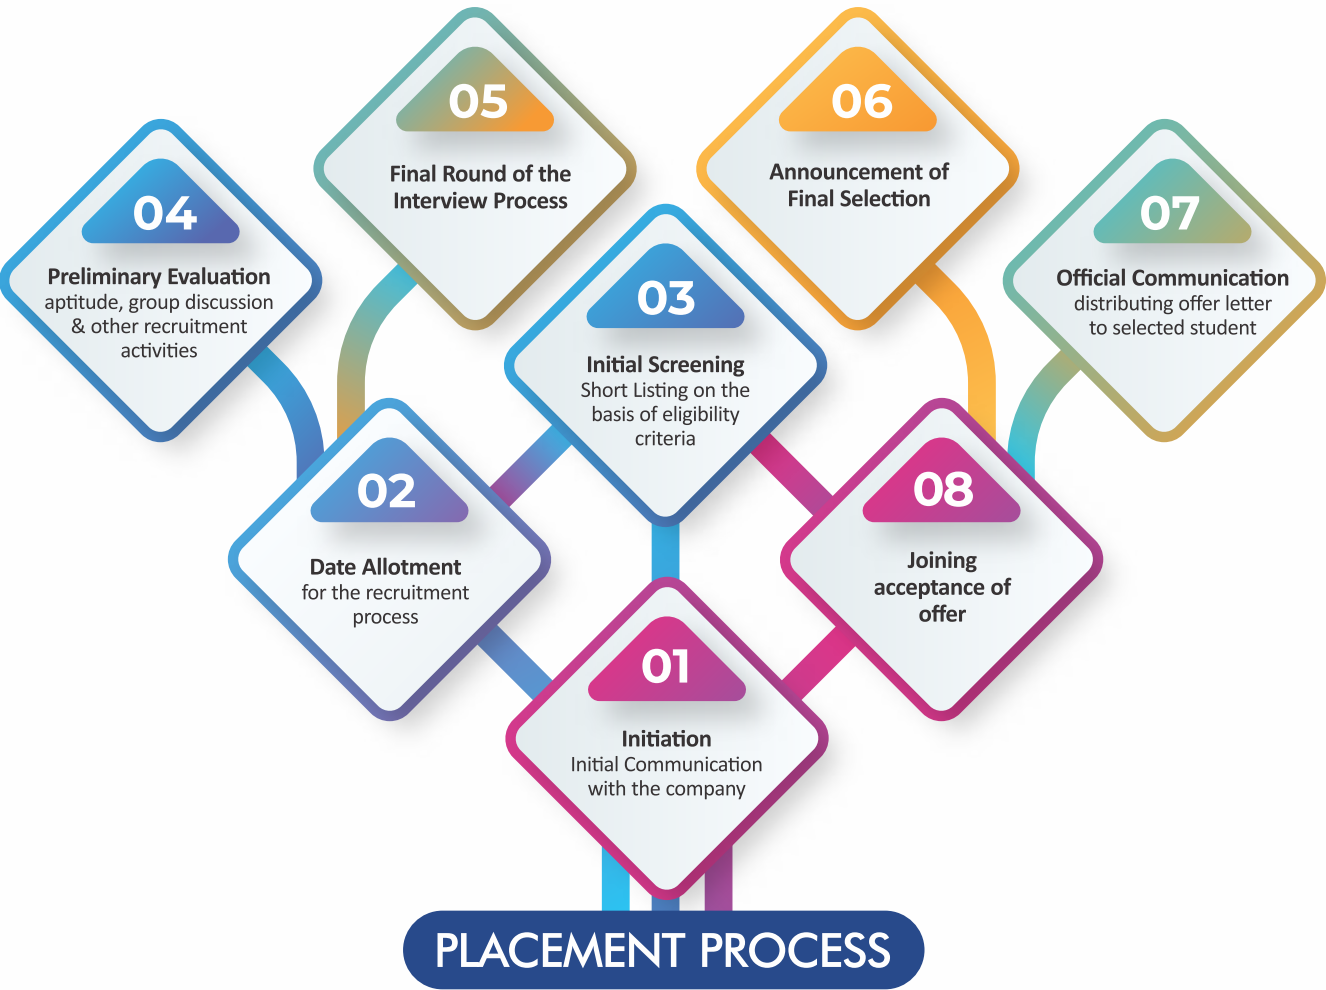 05
Final Round of the
Interview Process
06
Announcement of
Final Selection
04
Preliminary Evaluation
aptitude, group discussion
& other recruitment
activities
07
Official Communication
distributing offer letter
to selected student
03
Initial Screening
Short Listing on the
basis of eligibility
criteria
02
Date Allotment
for the recruitment
process
08
Joining
acceptance of
offer
01
Initiation
Initial Communication
with the company
PLACEMENT PROCESS